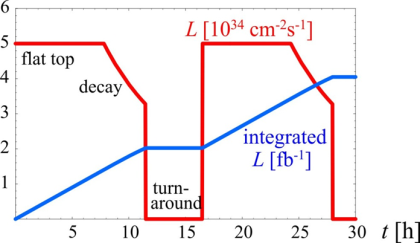 6
5
4
3
2
1
0
5
10
15
20
25
30
t [h]
L [10³⁴ cm⁻²s⁻¹]
flat top
decay
turn-
around
integrated
L [fb⁻¹]